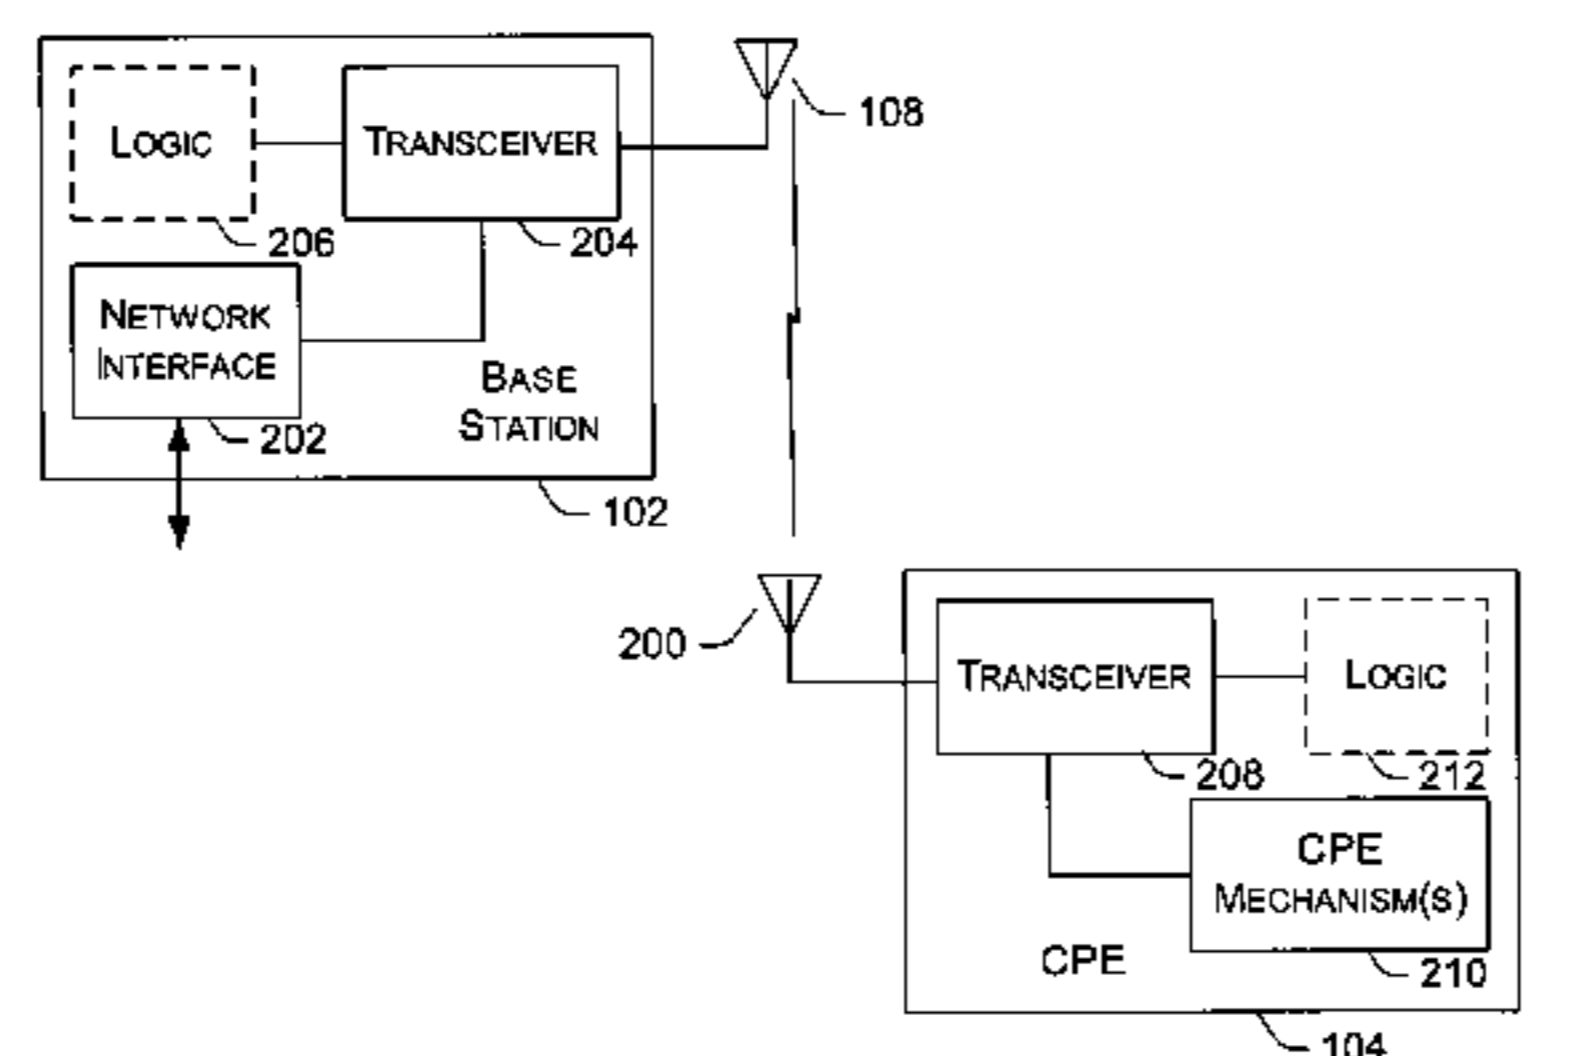 LOGIC
TRANSCEIVER
108
206
204
NETWORK
INTERFACE
BASE
STATION
202
102
200
TRANSCEIVER
LOGIC
208
212
CPE
MECHANISM(S)
CPE
210
104